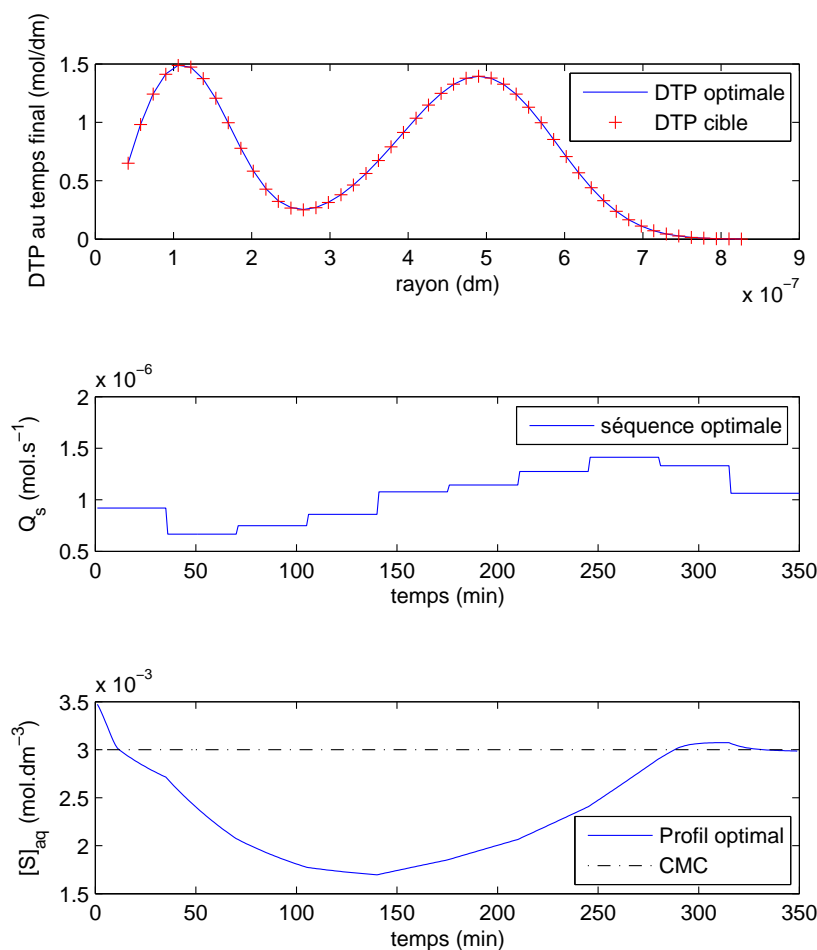 DTP au temps final (mol/dm)
1.5
1
0.5
0
DTP optimale
DTP cible
0 1 2 3 4 5 6 7 8 9
rayon (dm)
x 10−7
x 10−6
Qs (mol.s−1)
2
1.5
1
0.5
séquence optimale
0 50 100 150 200 250 300 350
temps (min)
x 10−3
[S]aq (mol.dm−3)
3.5
3
2.5
2
1.5
Profil optimal
CMC
0 50 100 150 200 250 300 350
temps (min)